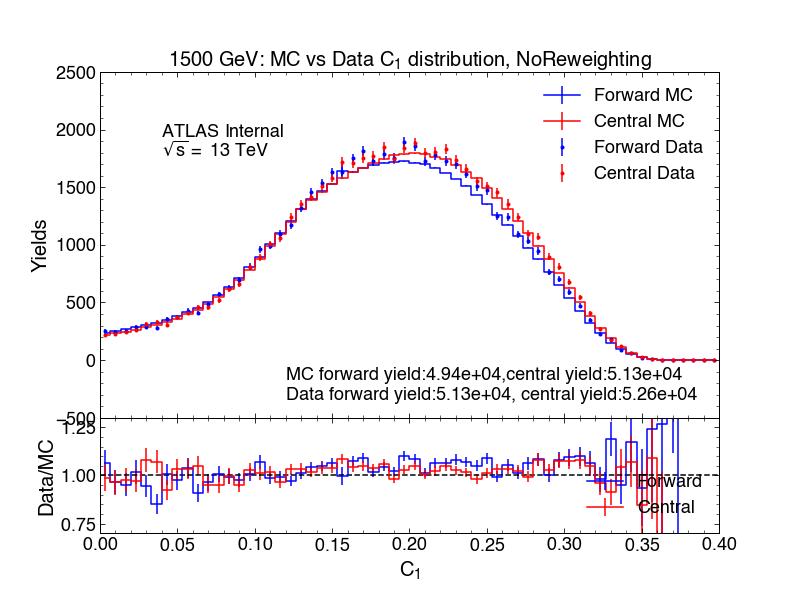 1500 GeV: MC vs Data C₁ distribution, NoReweighting
2500
2000
1500
1000
500
0
−500
Yields
ATLAS Internal
√s = 13 TeV
Forward MC
Central MC
Forward Data
Central Data
MC forward yield:4.94e+04,central yield:5.13e+04
Data forward yield:5.13e+04, central yield:5.26e+04
1.25
1.00
0.75
Data/MC
Forward
Central
0.00 0.05 0.10 0.15 0.20 0.25 0.30 0.35 0.40
C₁